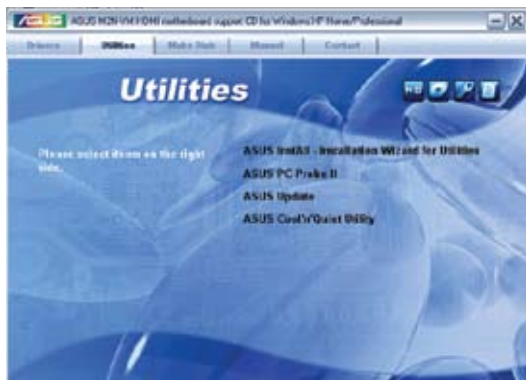 ASUS M2N-VM HDMI motherboard support CD for Windows XP Home/Professional
Drivers Utilities Make Disk Manual Contact
Utilities
Please select items on the right
side.
ASUS InstAll - Installation Wizard for Utilities
ASUS PC Probe II
ASUS Update
ASUS Cool'n'Quiet Utility